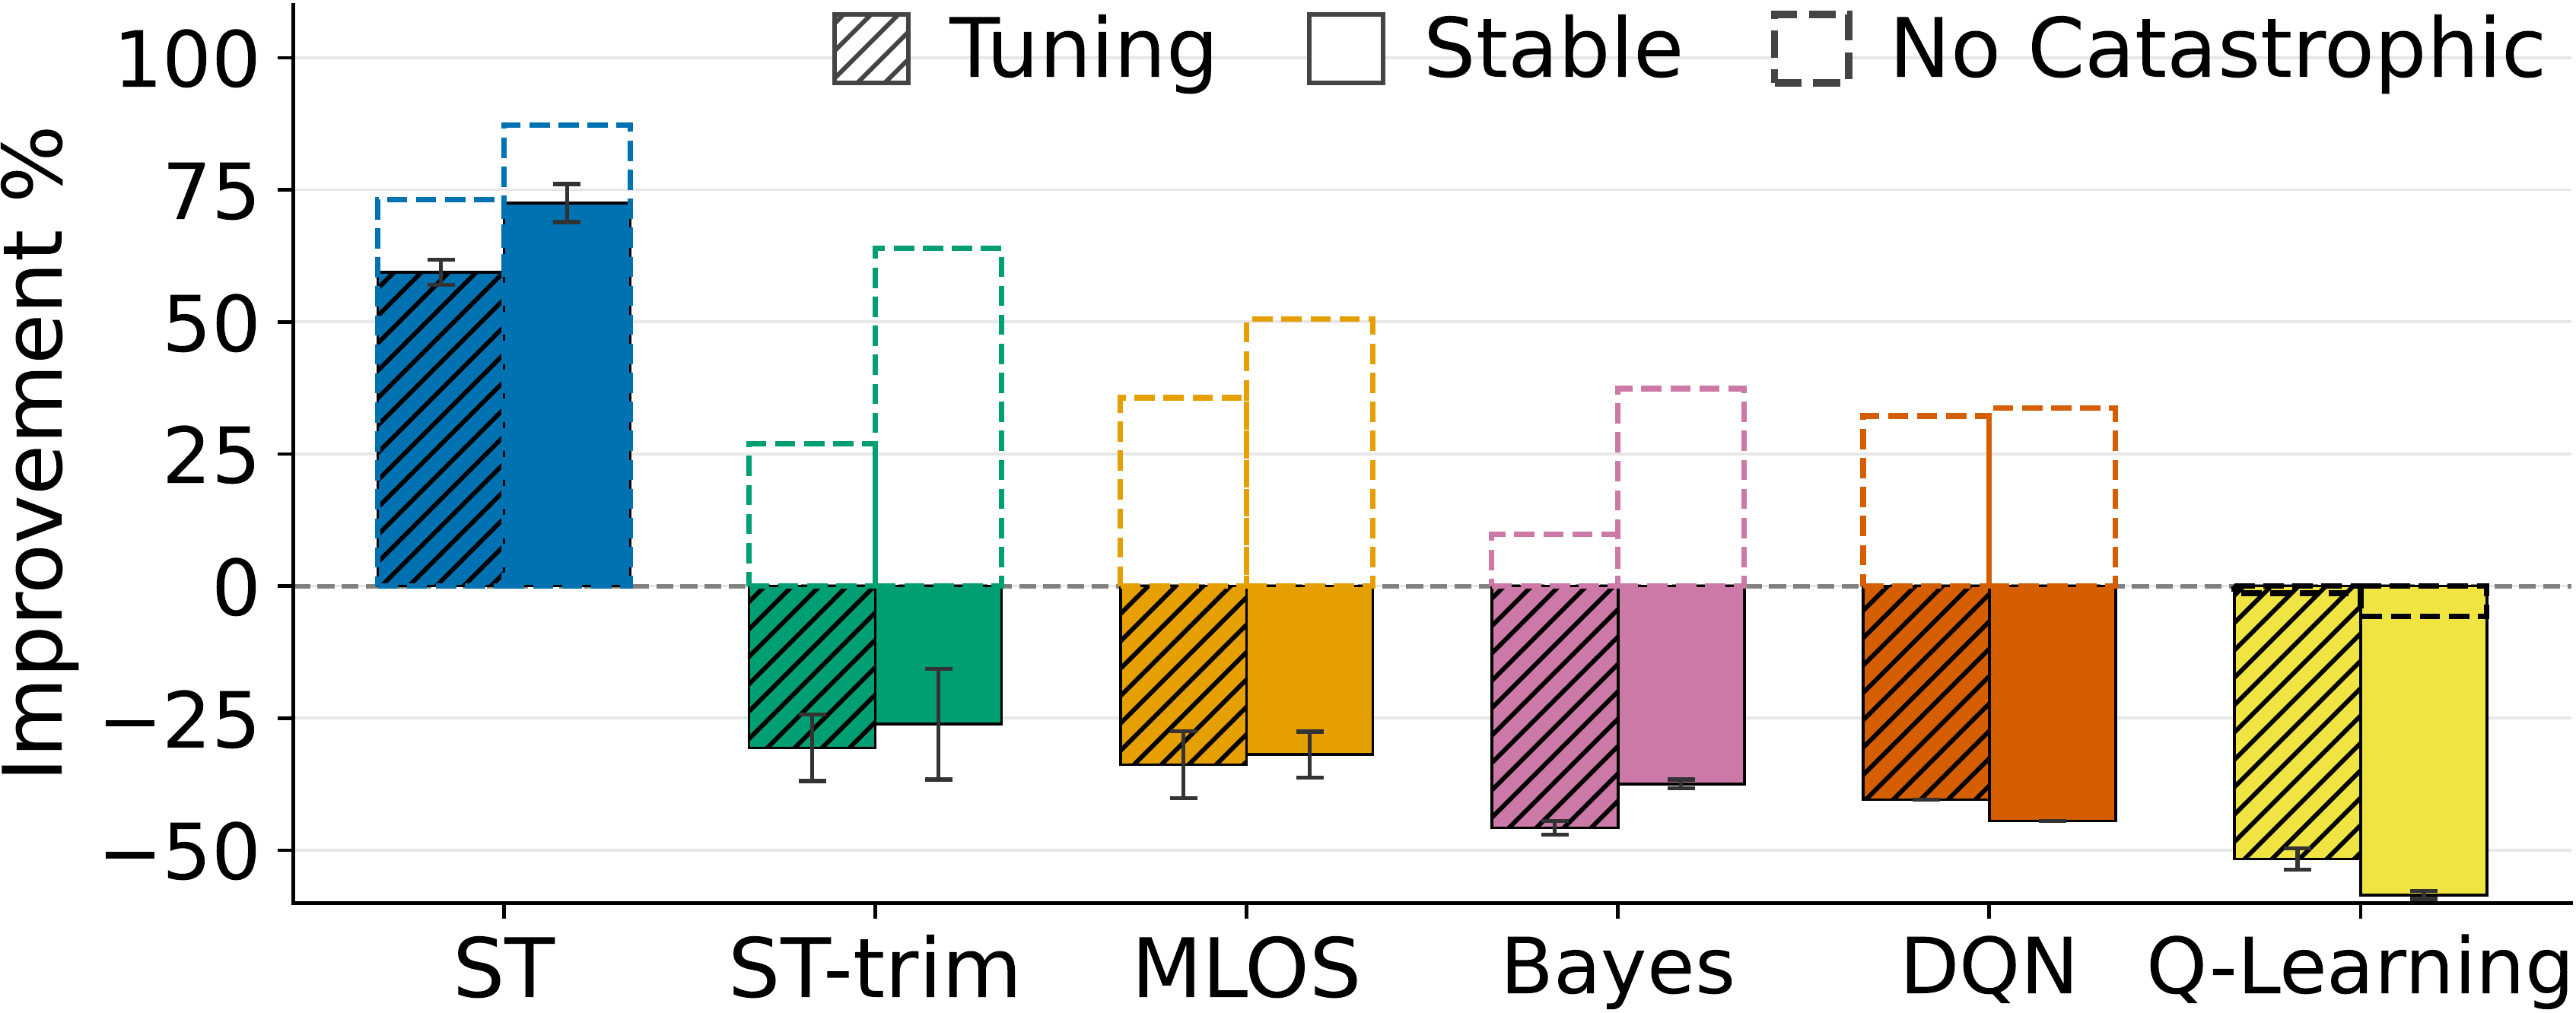 Tuning Stable No Catastrophic
Improvement %
100
75
50
25
0
−25
−50
ST ST-trim MLOS Bayes DQN Q-Learning